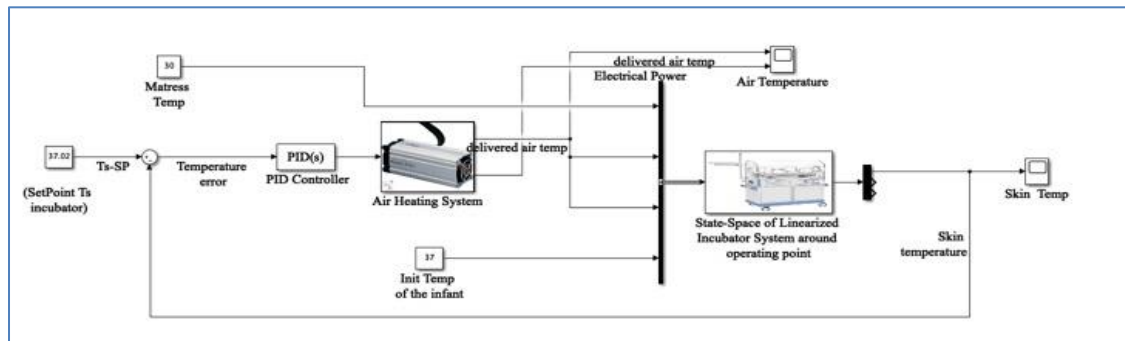 delivered air temp
Electrical Power
Air Temperature
30
Matress
Temp
37.02
Ts-SP
(SetPoint Ts
incubator)
Temperature
error
PID(s)
PID Controller
delivered air temp
Air Heating System
37
Init Temp
of the infant
State-Space of Linearized
Incubator System around
operating point
Skin
temperature
Skin Temp